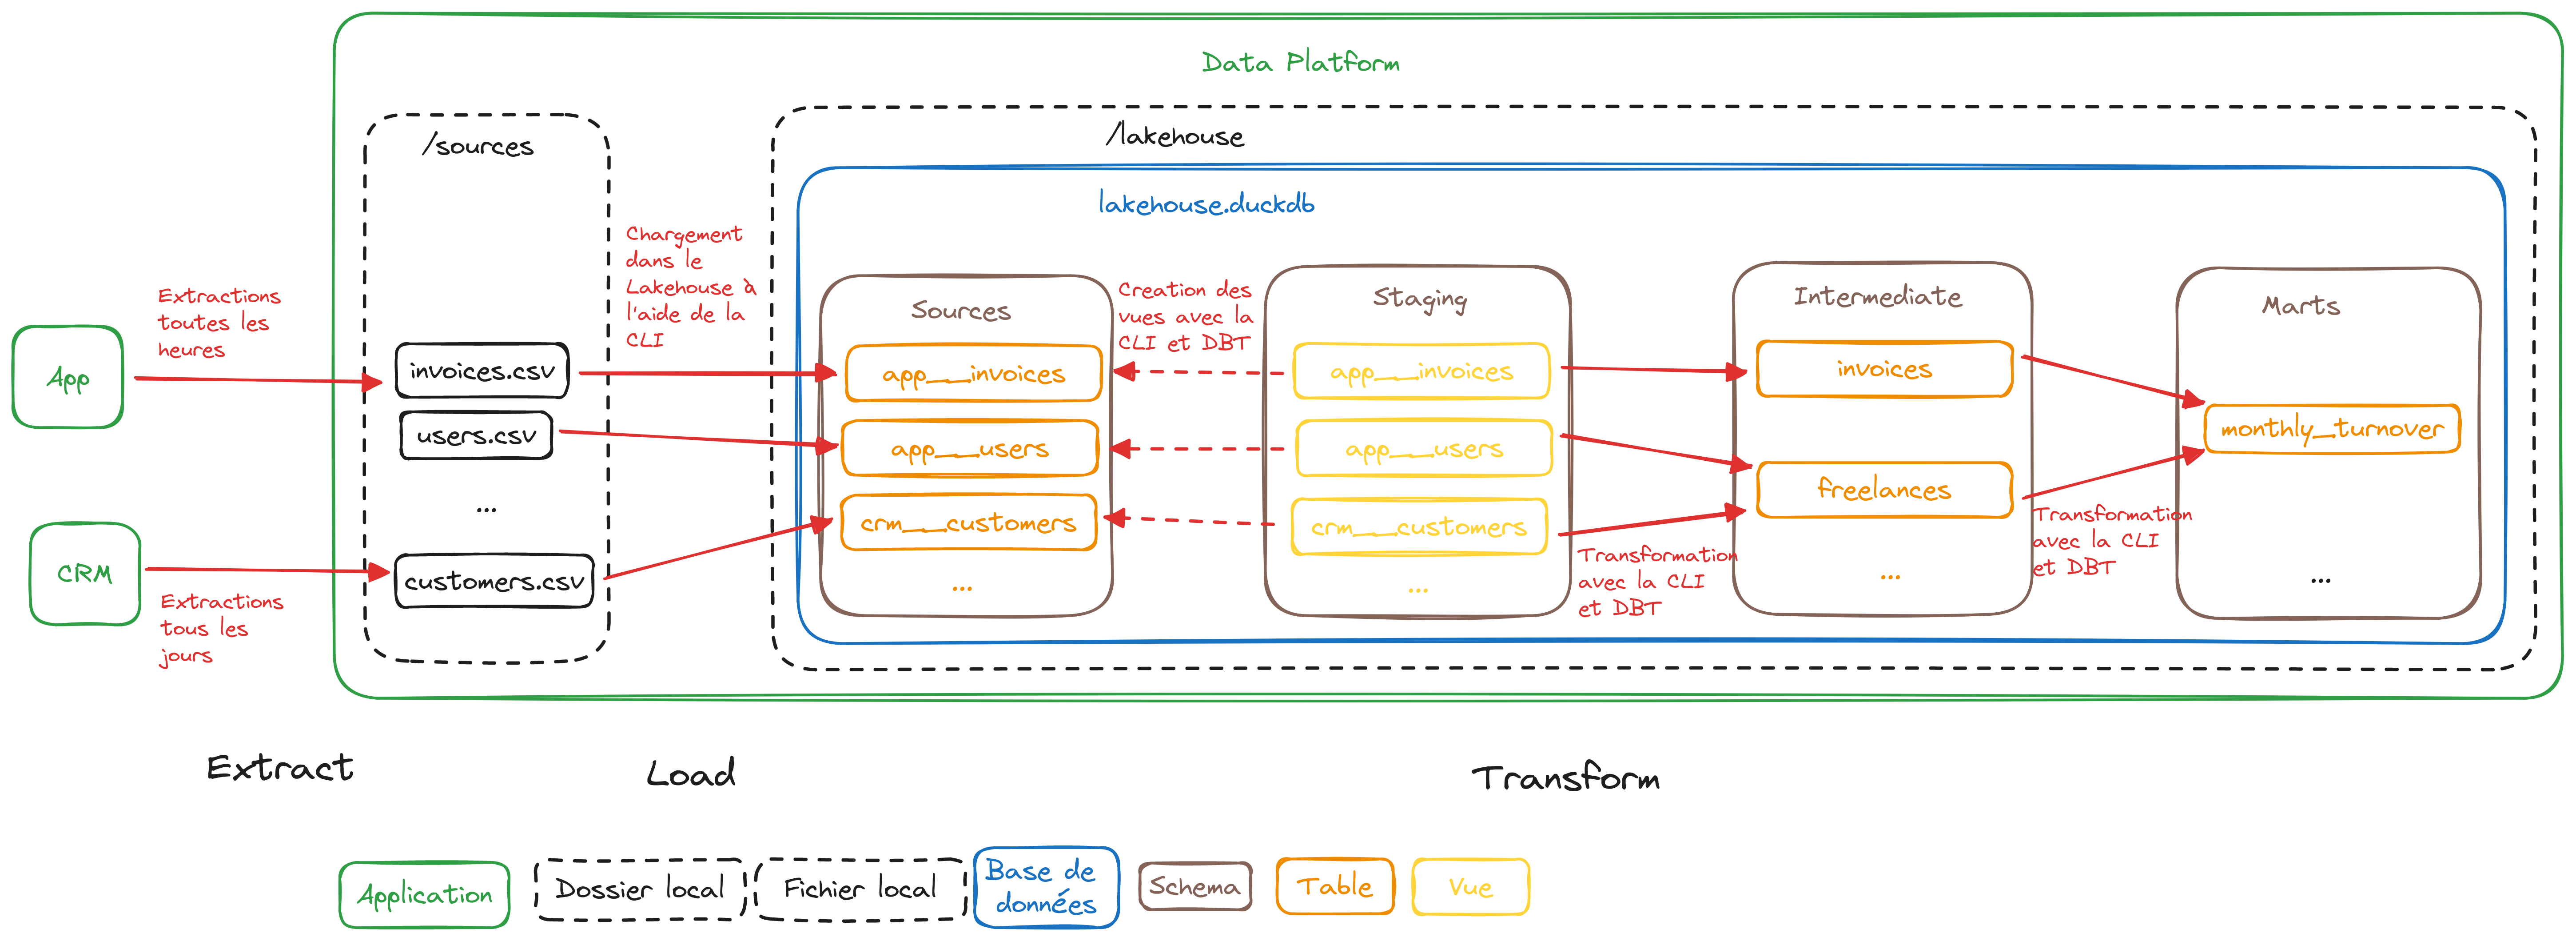 Data Platform
/sources
/lakehouse
lakehouse.duckdb
App
Extractions
toutes les
heures
CRM
Extractions
tous les
jours
invoices.csv
users.csv
...
customers.csv
Chargement
dans le
Lakehouse à
l'aide de la
CLI
Sources
app__invoices
app__users
crm__customers
...
Creation des
vues avec la
CLI et DBT
Staging
app__invoices
app__users
crm__customers
...
Transformation
avec la CLI
et DBT
Intermediate
invoices
freelances
...
Transformation
avec la CLI
et DBT
Marts
monthly_turnover
...
Extract
Load
Transform
Application
Dossier local
Fichier local
Base de
données
Schema
Table
Vue